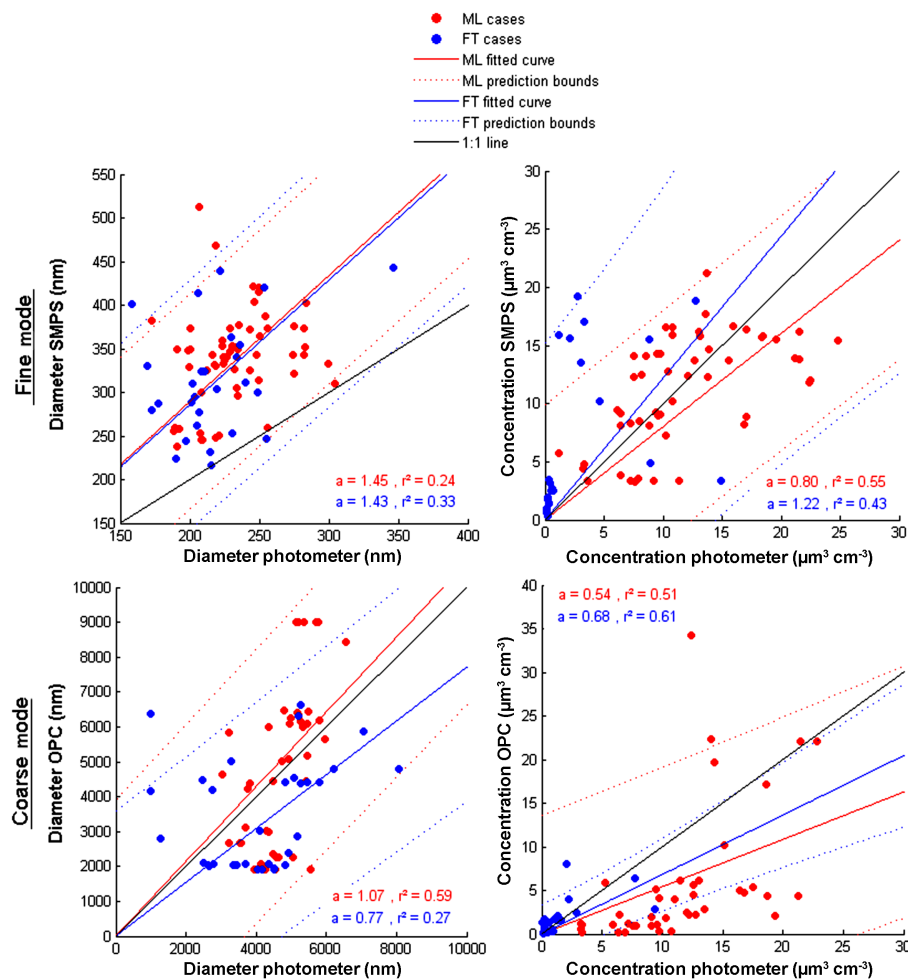 ML cases
FT cases
ML fitted curve
ML prediction bounds
FT fitted curve
FT prediction bounds
1:1 line
Fine mode
Diameter SMPS (nm)
550
500
450
400
350
300
250
200
150
a = 1.45 , r² = 0.24
a = 1.43 , r² = 0.33
150 200 250 300 350 400
Diameter photometer (nm)
Concentration SMPS (µm³ cm⁻³)
30
25
20
15
10
5
0
a = 0.80 , r² = 0.55
a = 1.22 , r² = 0.43
0 5 10 15 20 25 30
Concentration photometer (µm³ cm⁻³)
Coarse mode
Diameter OPC (nm)
10000
9000
8000
7000
6000
5000
4000
3000
2000
1000
0
a = 1.07 , r² = 0.59
a = 0.77 , r² = 0.27
0 2000 4000 6000 8000 10000
Diameter photometer (nm)
Concentration OPC (µm³ cm⁻³)
40
35
30
25
20
15
10
5
0
a = 0.54 , r² = 0.51
a = 0.68 , r² = 0.61
0 5 10 15 20 25 30
Concentration photometer (µm³ cm⁻³)